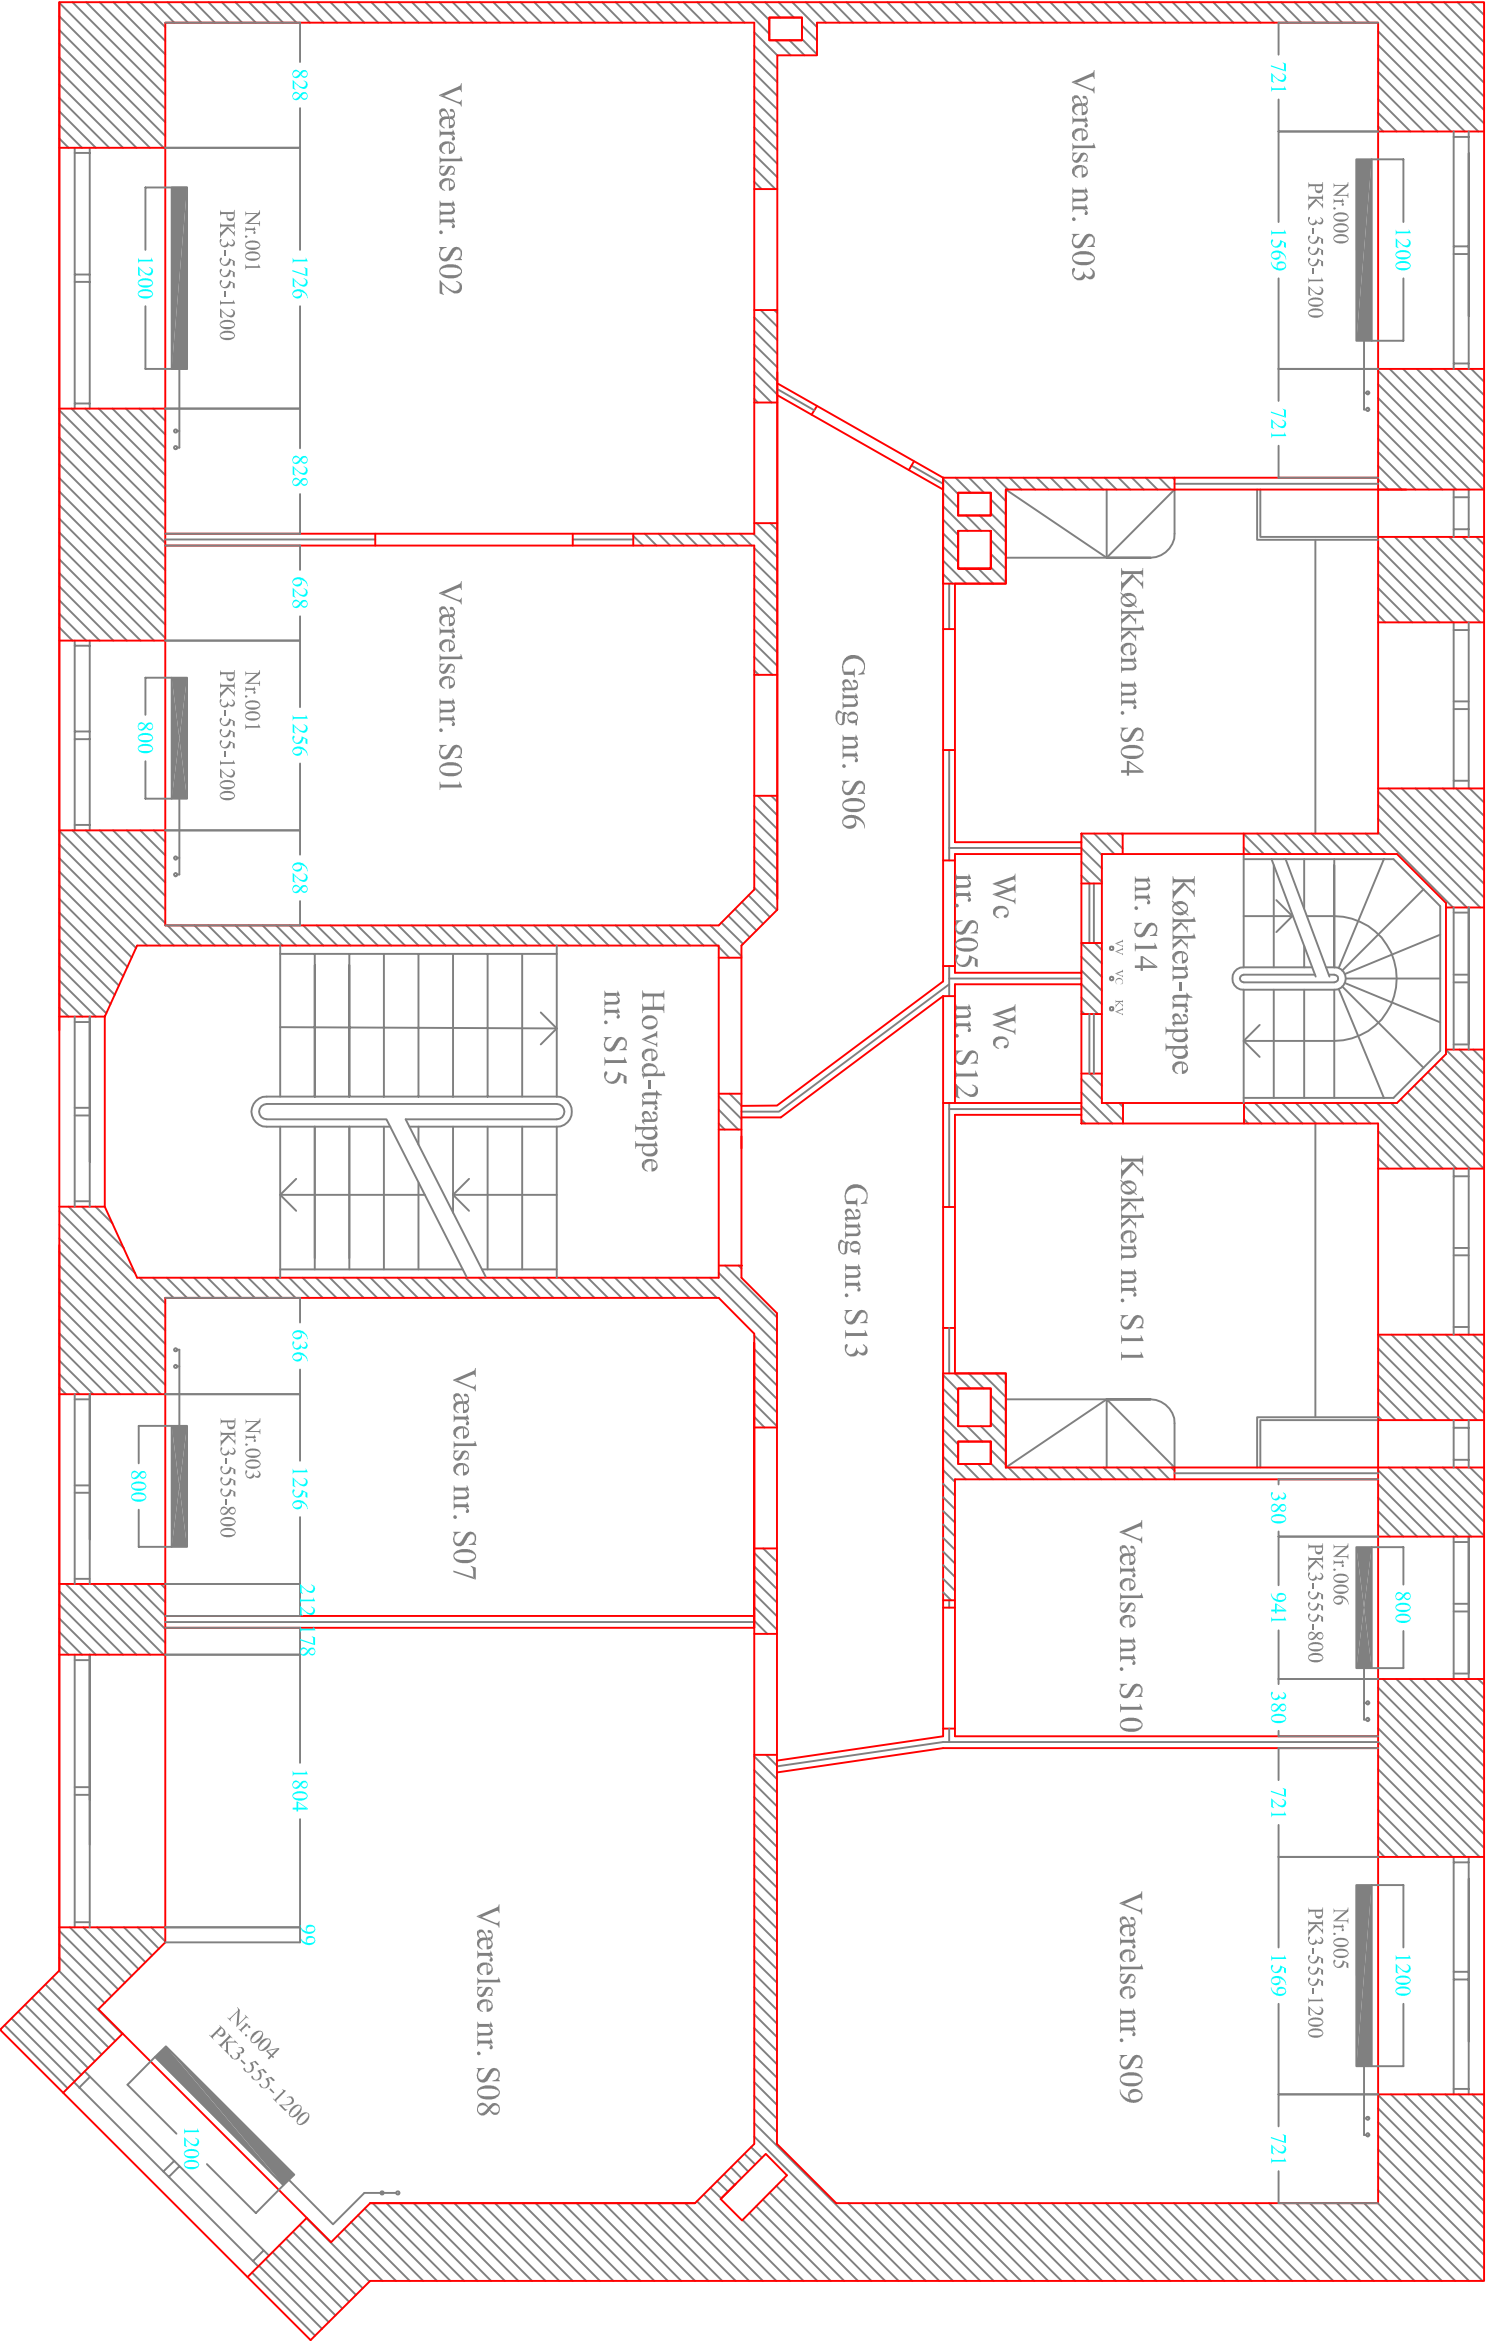 Værelse nr. S03
721
1569
721
Nr.000
PK 3-555-1200
1200
Værelse nr. S02
828
1726
828
Nr.001
PK3-555-1200
1200
Værelse nr. S01
628
1256
628
Nr.001
PK3-555-1200
800
Køkken nr. S04
Gang nr. S06
Wc
nr. S05
Wc
nr. S12
Køkken-trappe
nr. S14
VV
VC
KV
Hoved-trappe
nr. S15
Køkken nr. S11
Gang nr. S13
Værelse nr. S07
636
1256
212
Nr.003
PK3-555-800
800
Værelse nr. S10
380
941
380
Nr.006
PK3-555-800
800
Værelse nr. S08
178
1804
99
Nr.004
PK3-555-1200
1200
Værelse nr. S09
721
1569
721
Nr.005
PK3-555-1200
1200